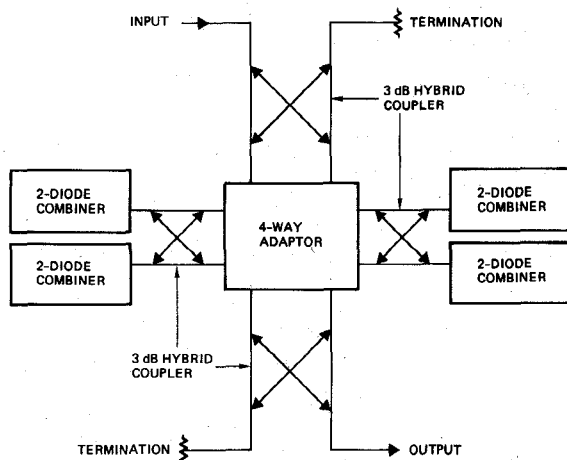 INPUT
TERMINATION
3 dB HYBRID
COUPLER
2-DIODE
COMBINER
2-DIODE
COMBINER
4-WAY
ADAPTOR
2-DIODE
COMBINER
2-DIODE
COMBINER
3 dB HYBRID
COUPLER
TERMINATION
OUTPUT